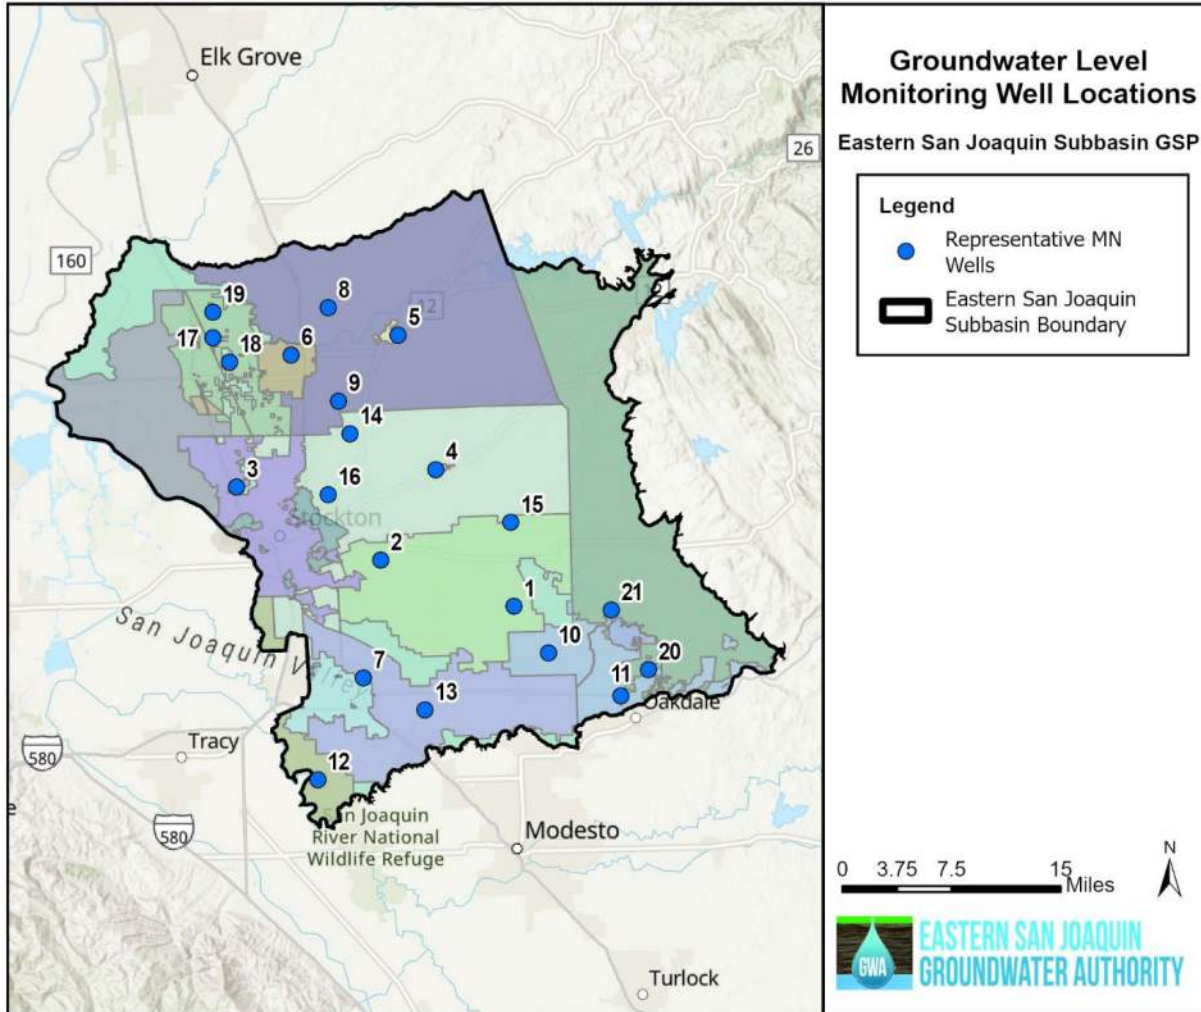 Elk Grove
26
160
19
8
12
5
17
18
6
9
14
4
3
16
15
Stockton
2
1
21
San Joaquin Valley
10
7
20
11
13
Oakdale
Tracy
580
12
San Joaquin
River National
Wildlife Refuge
580
Modesto
Turlock
Groundwater Level
Monitoring Well Locations
Eastern San Joaquin Subbasin GSP
Legend
Representative MN
Wells
Eastern San Joaquin
Subbasin Boundary
N
0 3.75 7.5 15
Miles
GWA
EASTERN SAN JOAQUIN
GROUNDWATER AUTHORITY